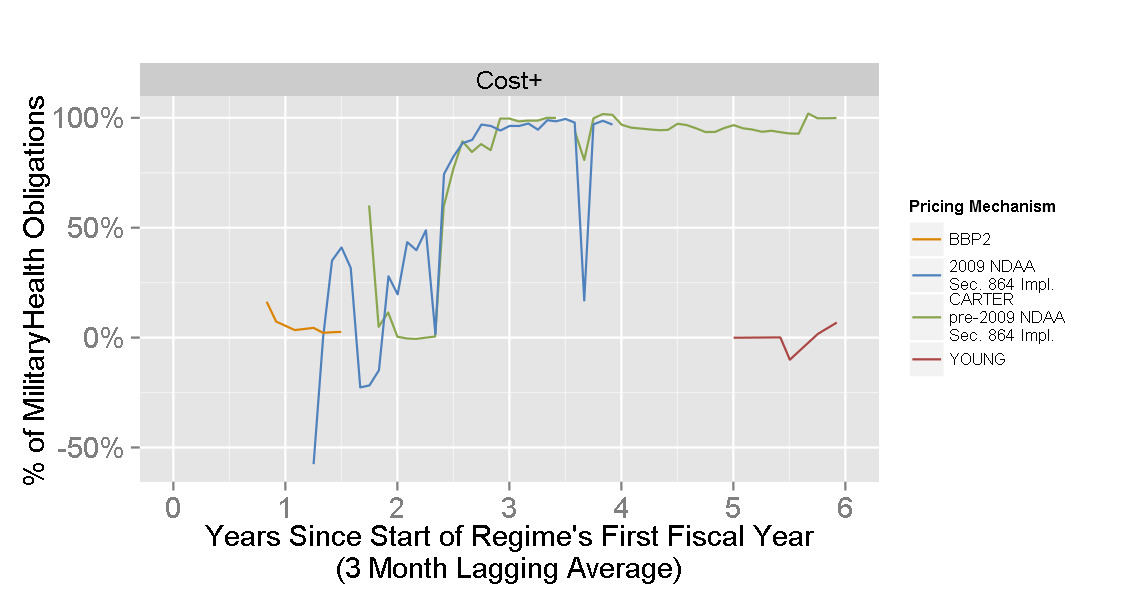 Cost+
% of MilitaryHealth Obligations
100%
50%
0%
-50%
0 1 2 3 4 5 6
Years Since Start of Regime's First Fiscal Year
(3 Month Lagging Average)
Pricing Mechanism
BBP2
2009 NDAA
Sec. 864 Impl.
CARTER
pre-2009 NDAA
Sec. 864 Impl.
YOUNG